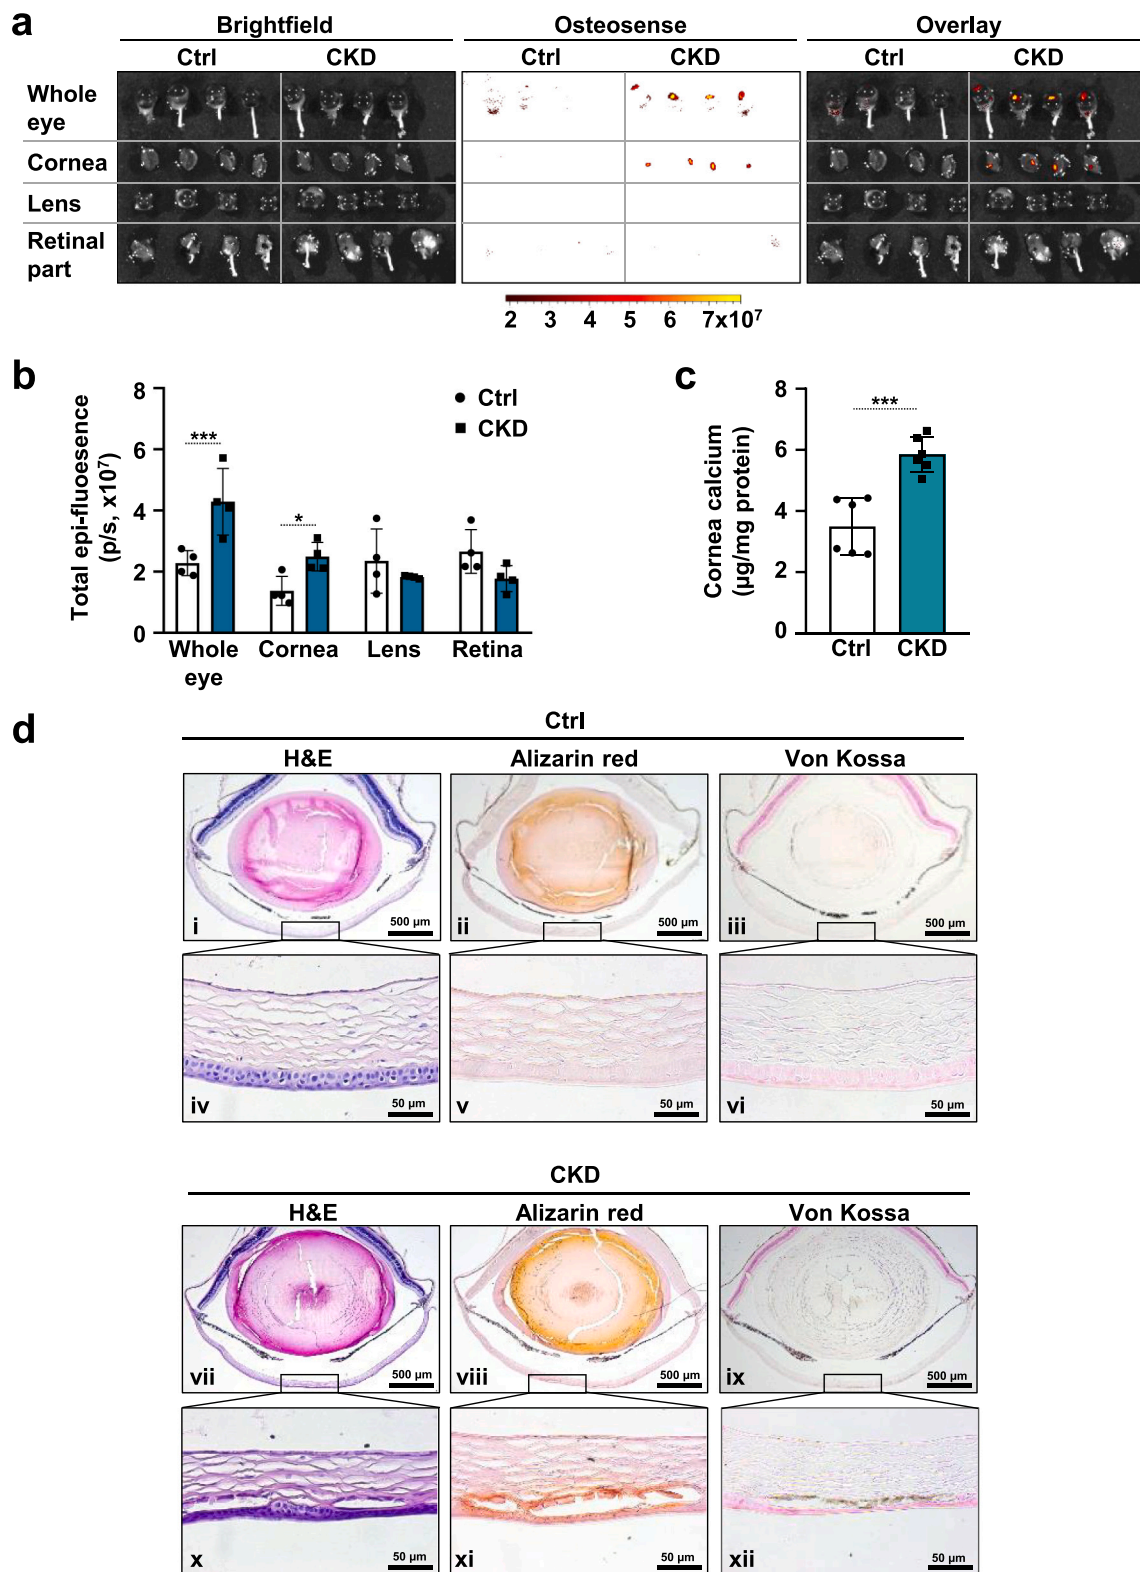 a
Brightfield Osteosense Overlay
Ctrl CKD Ctrl CKD Ctrl CKD
Whole
eye
Cornea
Lens
Retinal
part
2 3 4 5 6 7x10⁷
b
Total epi-fluoesence
(p/s, x10⁷)
8
6
4
2
0
Ctrl
CKD
***
*
Whole
eye
Cornea
Lens
Retina
c
Cornea calcium
(µg/mg protein)
8
6
4
2
0
***
Ctrl CKD
d
Ctrl
H&E Alizarin red Von Kossa
i 500 µm ii 500 µm iii 500 µm
iv 50 µm v 50 µm vi 50 µm
CKD
H&E Alizarin red Von Kossa
vii 500 µm viii 500 µm ix 500 µm
x 50 µm xi 50 µm xii 50 µm